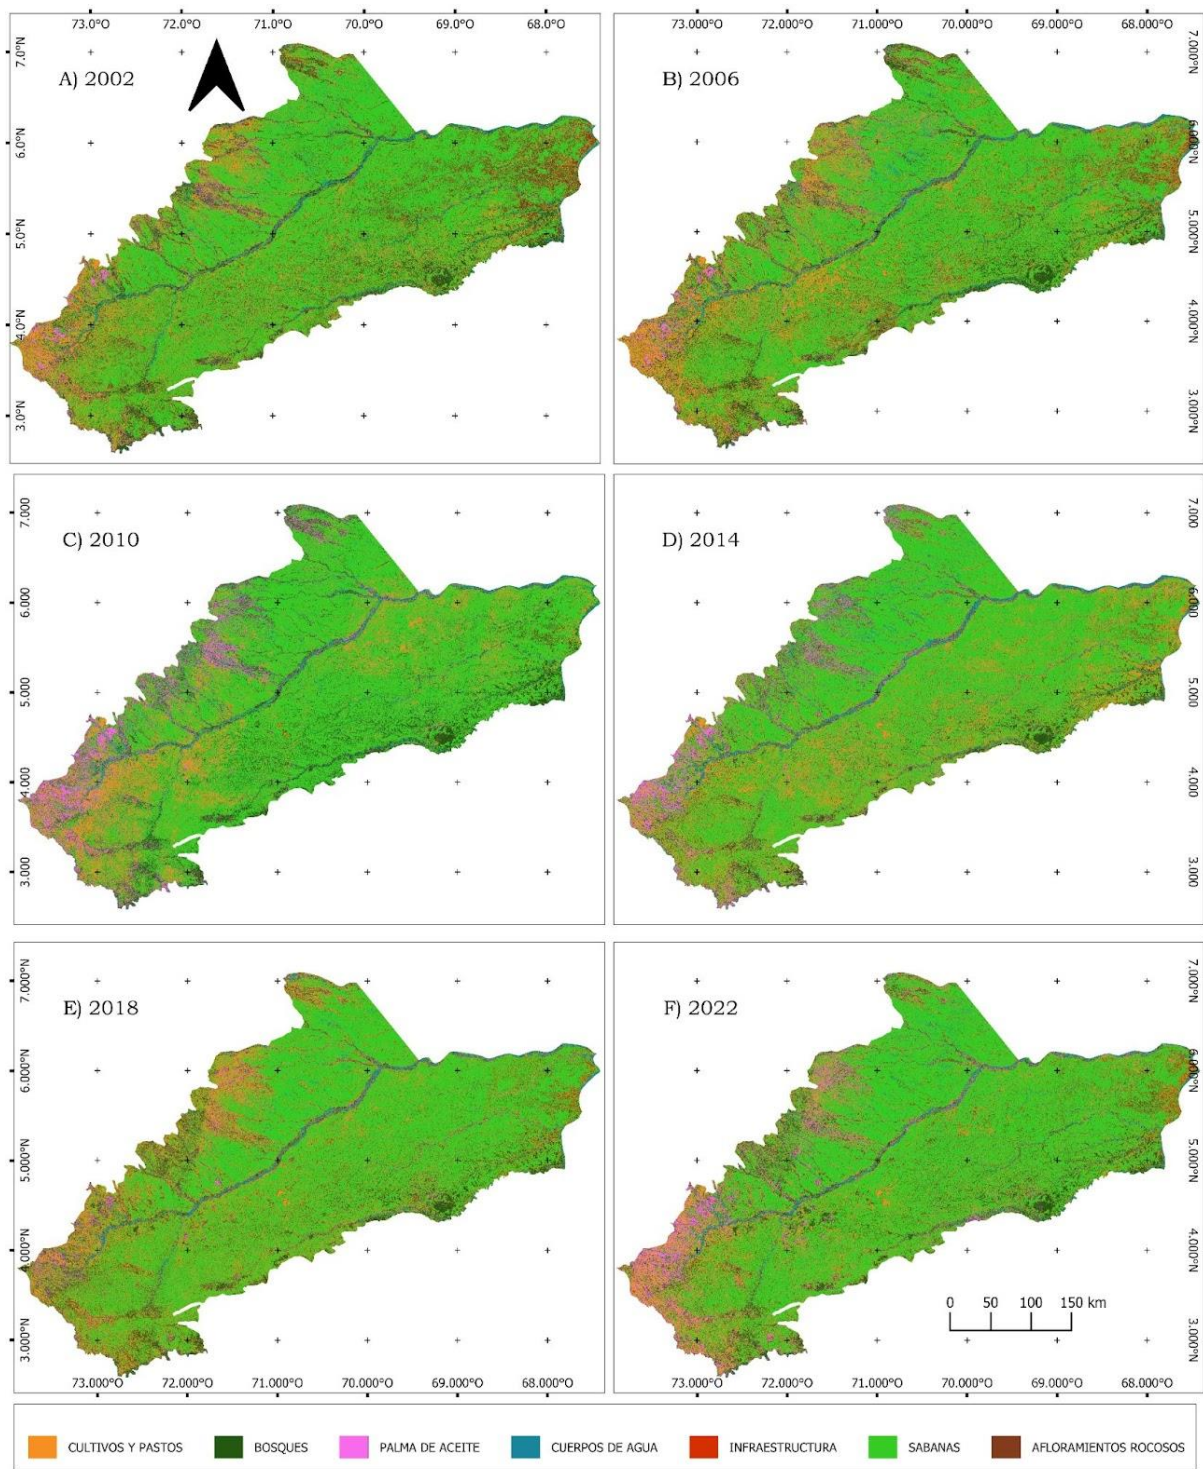 73.0°O 72.0°O 71.0°O 70.0°O 69.0°O 68.0°O
73.000°O 72.000°O 71.000°O 70.000°O 69.000°O 68.000°O
A) 2002
7.0°N
6.0°N
5.0°N
4.0°N
3.0°N
B) 2006
7.000°N
6.000°N
5.000°N
4.000°N
3.000°N
C) 2010
7.000
6.000
5.000
4.000
3.000
D) 2014
7.000
6.000
5.000
4.000
3.000
E) 2018
7.000°N
6.000°N
5.000°N
4.000°N
3.000°N
F) 2022
7.000°N
6.000°N
5.000°N
4.000°N
3.000°N
0 50 100 150 km
73.000°O 72.000°O 71.000°O 70.000°O 69.000°O 68.000°O
73.000°O 72.000°O 71.000°O 70.000°O 69.000°O 68.000°O
CULTIVOS Y PASTOS BOSQUES PALMA DE ACEITE CUERPOS DE AGUA INFRAESTRUCTURA SABANAS AFLORAMIENTOS ROCOSOS